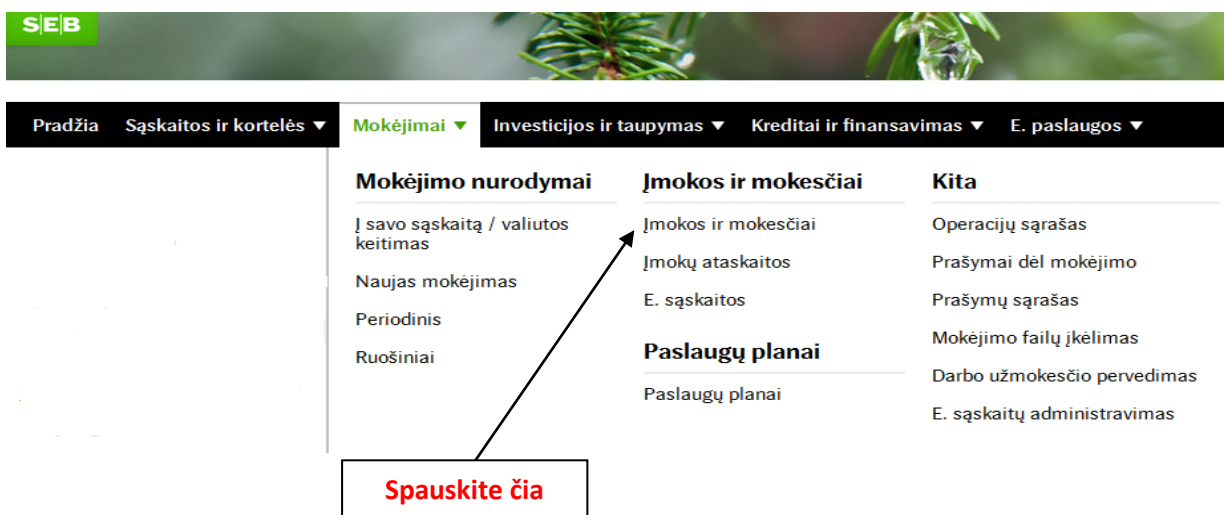 S|E|B
Pradžia Sąskaitos ir kortelės ▼ Mokėjimai ▼ Investicijos ir taupymas ▼ Kreditai ir finansavimas ▼ E. paslaugos ▼
Mokėjimo nurodymai
Į savo sąskaitą / valiutos
keitimas
Naujas mokėjimas
Periodinis
Ruošiniai
Įmokos ir mokesčiai
Įmokos ir mokesčiai
Įmokų ataskaitos
E. sąskaitos
Paslaugų planai
Paslaugų planai
Kita
Operacijų sąrašas
Prašymai dėl mokėjimo
Prašymų sąrašas
Mokėjimo failų įkėlimas
Darbo užmokesčio pervedimas
E. sąskaitų administravimas
Spauskite čia